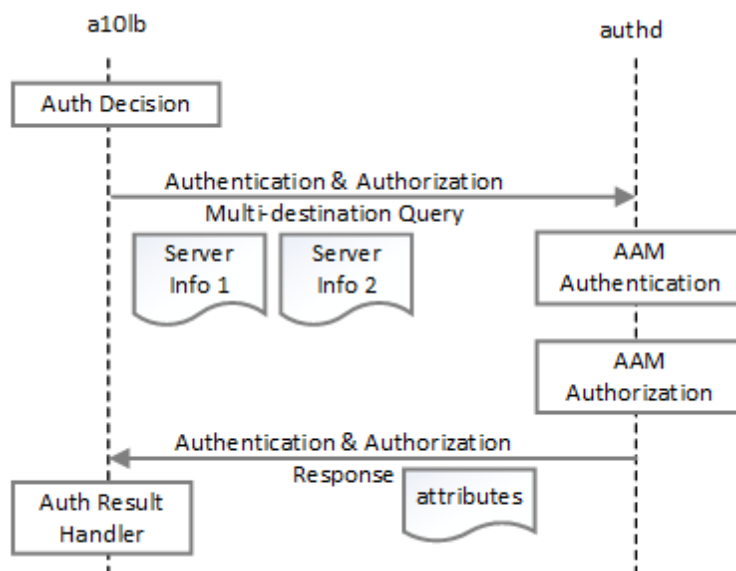 a10lb
authd
Auth Decision
Authentication & Authorization
Multi-destination Query
Server
Info 1
Server
Info 2
AAM
Authentication
AAM
Authorization
Authentication & Authorization
Response
attributes
Auth Result
Handler